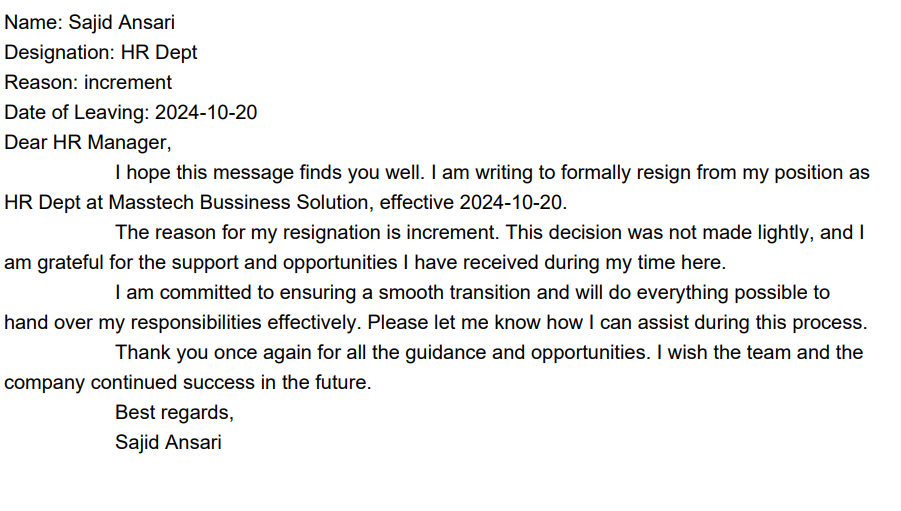 Name: Sajid Ansari
Designation: HR Dept
Reason: increment
Date of Leaving: 2024-10-20
Dear HR Manager,
I hope this message finds you well. I am writing to formally resign from my position as
HR Dept at Masstech Bussiness Solution, effective 2024-10-20.
The reason for my resignation is increment. This decision was not made lightly, and I
am grateful for the support and opportunities I have received during my time here.
I am committed to ensuring a smooth transition and will do everything possible to
hand over my responsibilities effectively. Please let me know how I can assist during this process.
Thank you once again for all the guidance and opportunities. I wish the team and the
company continued success in the future.
Best regards,
Sajid Ansari